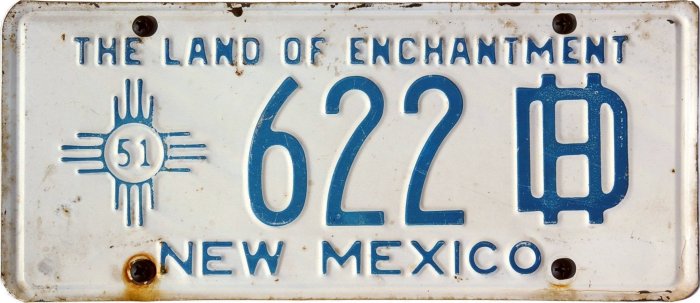 THE LAND OF ENCHANTMENT
51 622
NEW MEXICO